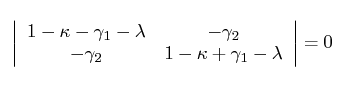 | 1 − κ − γ₁ − λ    −γ₂ |
| −γ₂    1 − κ + γ₁ − λ | = 0